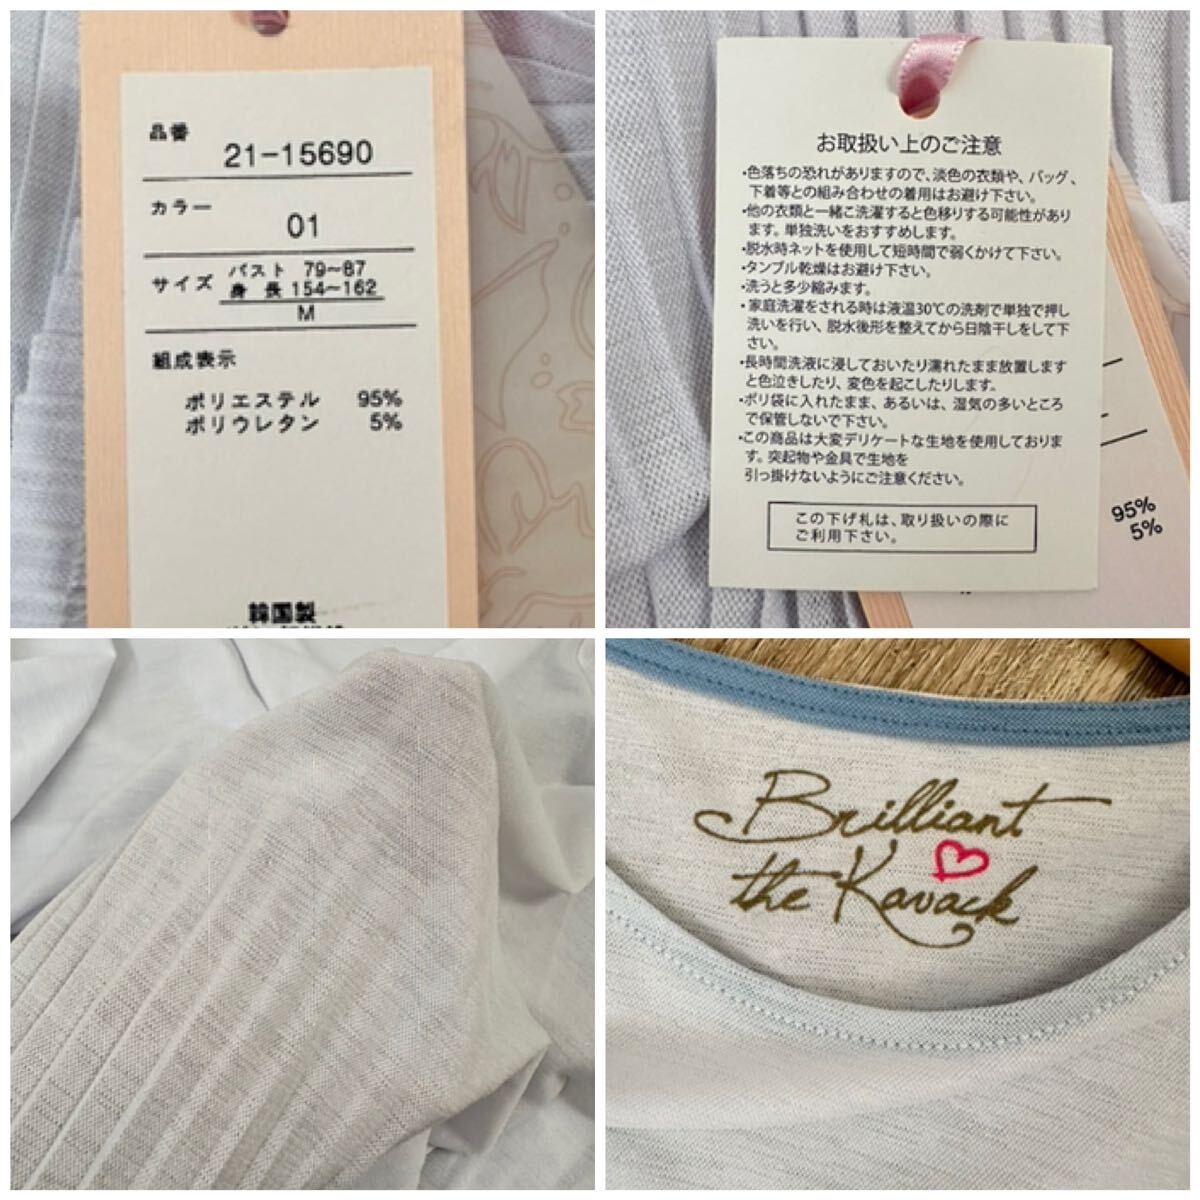 品番
21-15690
カラー
01
サイズ
バスト 79~87
身長 154~162
M
組成表示
ポリエステル 95%
ポリウレタン 5%
韓国製
お取扱い上のご注意
・色落ちの恐れがありますので、淡色の衣類や、バッグ、
下着等との組み合わせの着用はお避け下さい。
・他の衣類と一緒こ洗濯すると色移りする可能性があり
ます。単独洗いをおすすめします。
・脱水時ネットを使用して短時間で弱くかけて下さい。
・タンブル乾燥はお避け下さい。
・洗うと多少縮みます。
・家庭洗濯をされる時は液温30℃の洗剤で単独で押し
洗いを行い、脱水後形を整えてから日陰干しをして下
さい。
・長時間洗液に浸しておいたり濡れたまま放置します
と色泣きしたり、変色を起こしたりします。
・ポリ袋に入れたまま、あるいは、湿気の多いところ
で保管しないで下さい。
・この商品は大変デリケートな生地を使用しておりま
す。突起物や金具で生地を
引っ掛けないようにご注意ください。
この下げ札は、取り扱いの際に
ご利用下さい。
95%
5%
Brilliant
the Kavack